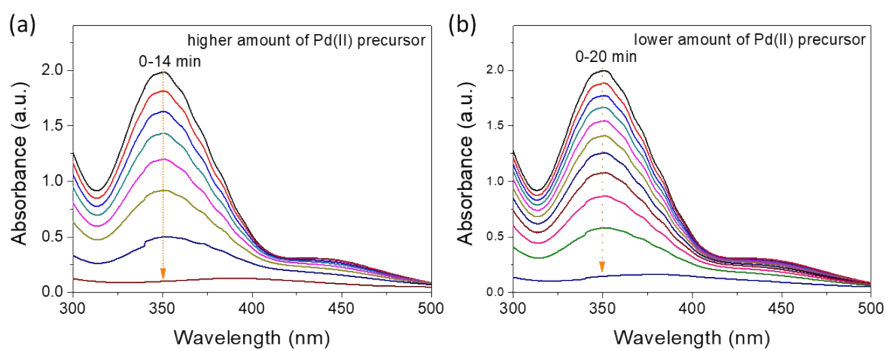 (a)
higher amount of Pd(II) precursor
0-14 min
2.0
1.5
1.0
0.5
0.0
Absorbance (a.u.)
300
350
400
450
500
Wavelength (nm)
(b)
lower amount of Pd(II) precursor
0-20 min
2.0
1.5
1.0
0.5
0.0
Absorbance (a.u.)
300
350
400
450
500
Wavelength (nm)